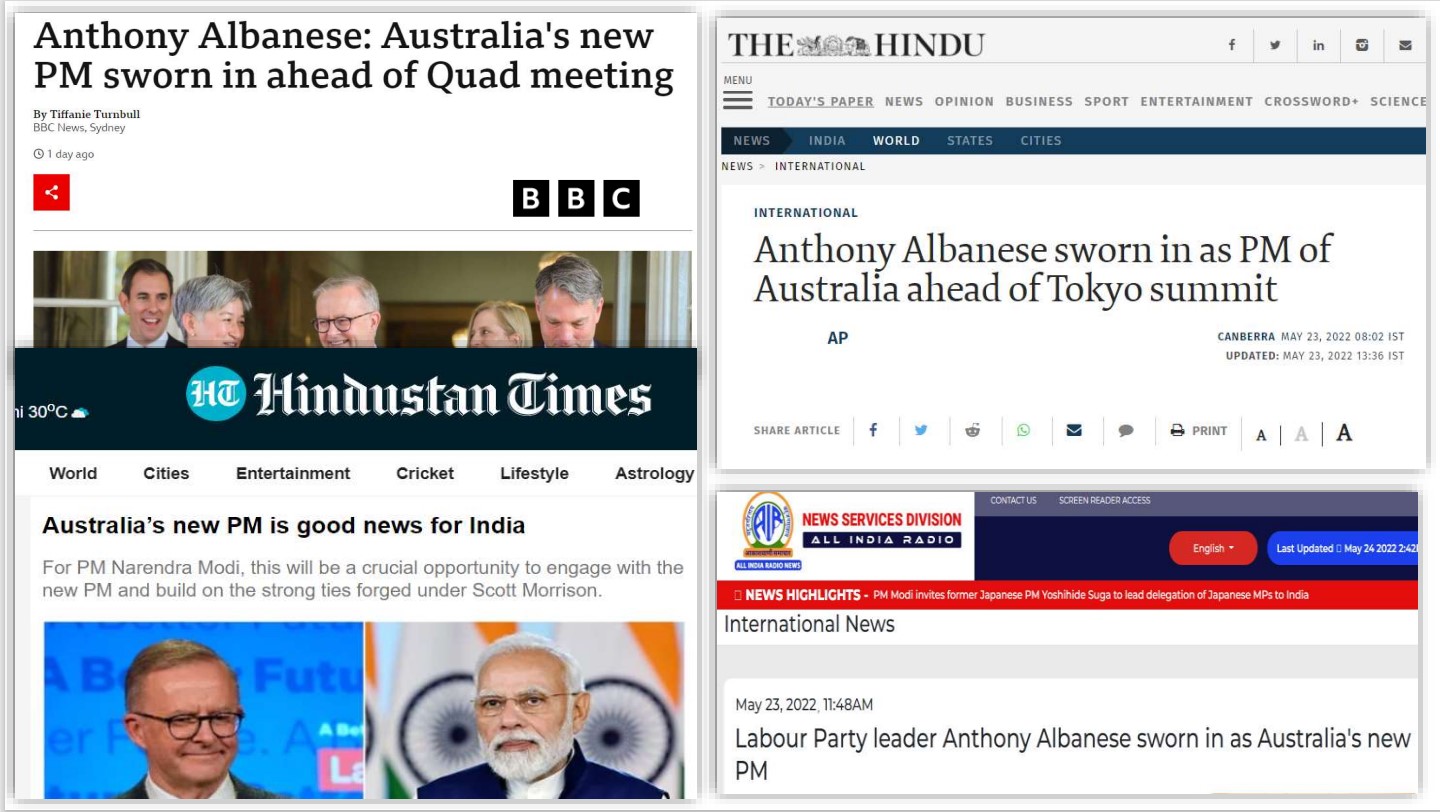 Anthony Albanese: Australia's new
PM sworn in ahead of Quad meeting
By Tiffanie Turnbull
BBC News, Sydney
1 day ago
BBC
HT Hindustan Times
30°C
World Cities Entertainment Cricket Lifestyle Astrology
Australia's new PM is good news for India
For PM Narendra Modi, this will be a crucial opportunity to engage with the
new PM and build on the strong ties forged under Scott Morrison.
A Better Future
THE HINDU
MENU
TODAY'S PAPER NEWS OPINION BUSINESS SPORT ENTERTAINMENT CROSSWORD+ SCIENCE
NEWS INDIA WORLD STATES CITIES
NEWS > INTERNATIONAL
INTERNATIONAL
Anthony Albanese sworn in as PM of
Australia ahead of Tokyo summit
AP
CANBERRA MAY 23, 2022 08:02 IST
UPDATED: MAY 23, 2022 13:36 IST
SHARE ARTICLE PRINT A | A | A
AIR
ALL INDIA RADIO NEWS
NEWS SERVICES DIVISION
ALL INDIA RADIO
CONTACT US SCREEN READER ACCESS
English Last Updated May 24 2022 2:42
NEWS HIGHLIGHTS - PM Modi invites former Japanese PM Yoshihide Suga to lead delegation of Japanese MPs to India
International News
May 23, 2022, 11:48AM
Labour Party leader Anthony Albanese sworn in as Australia's new
PM